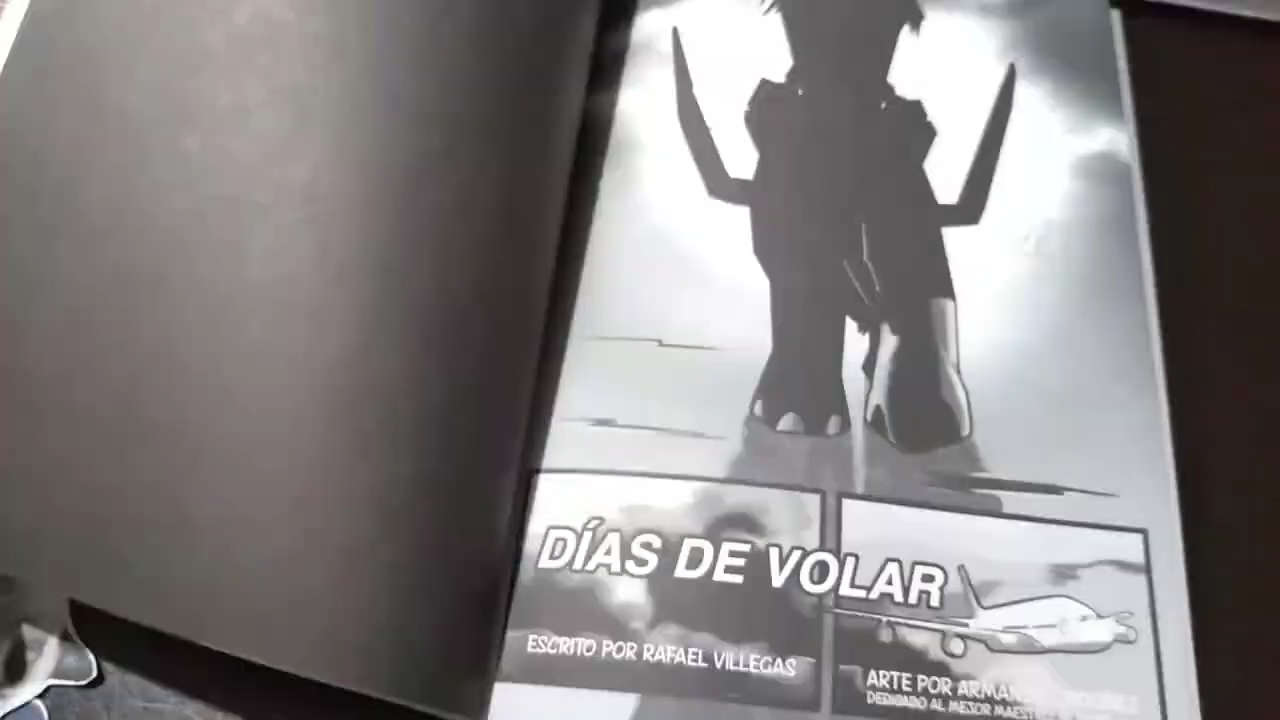 DÍAS DE VOLAR
ESCRITO POR RAFAEL VILLEGAS
ARTE POR
DEDICADO AL MEJOR